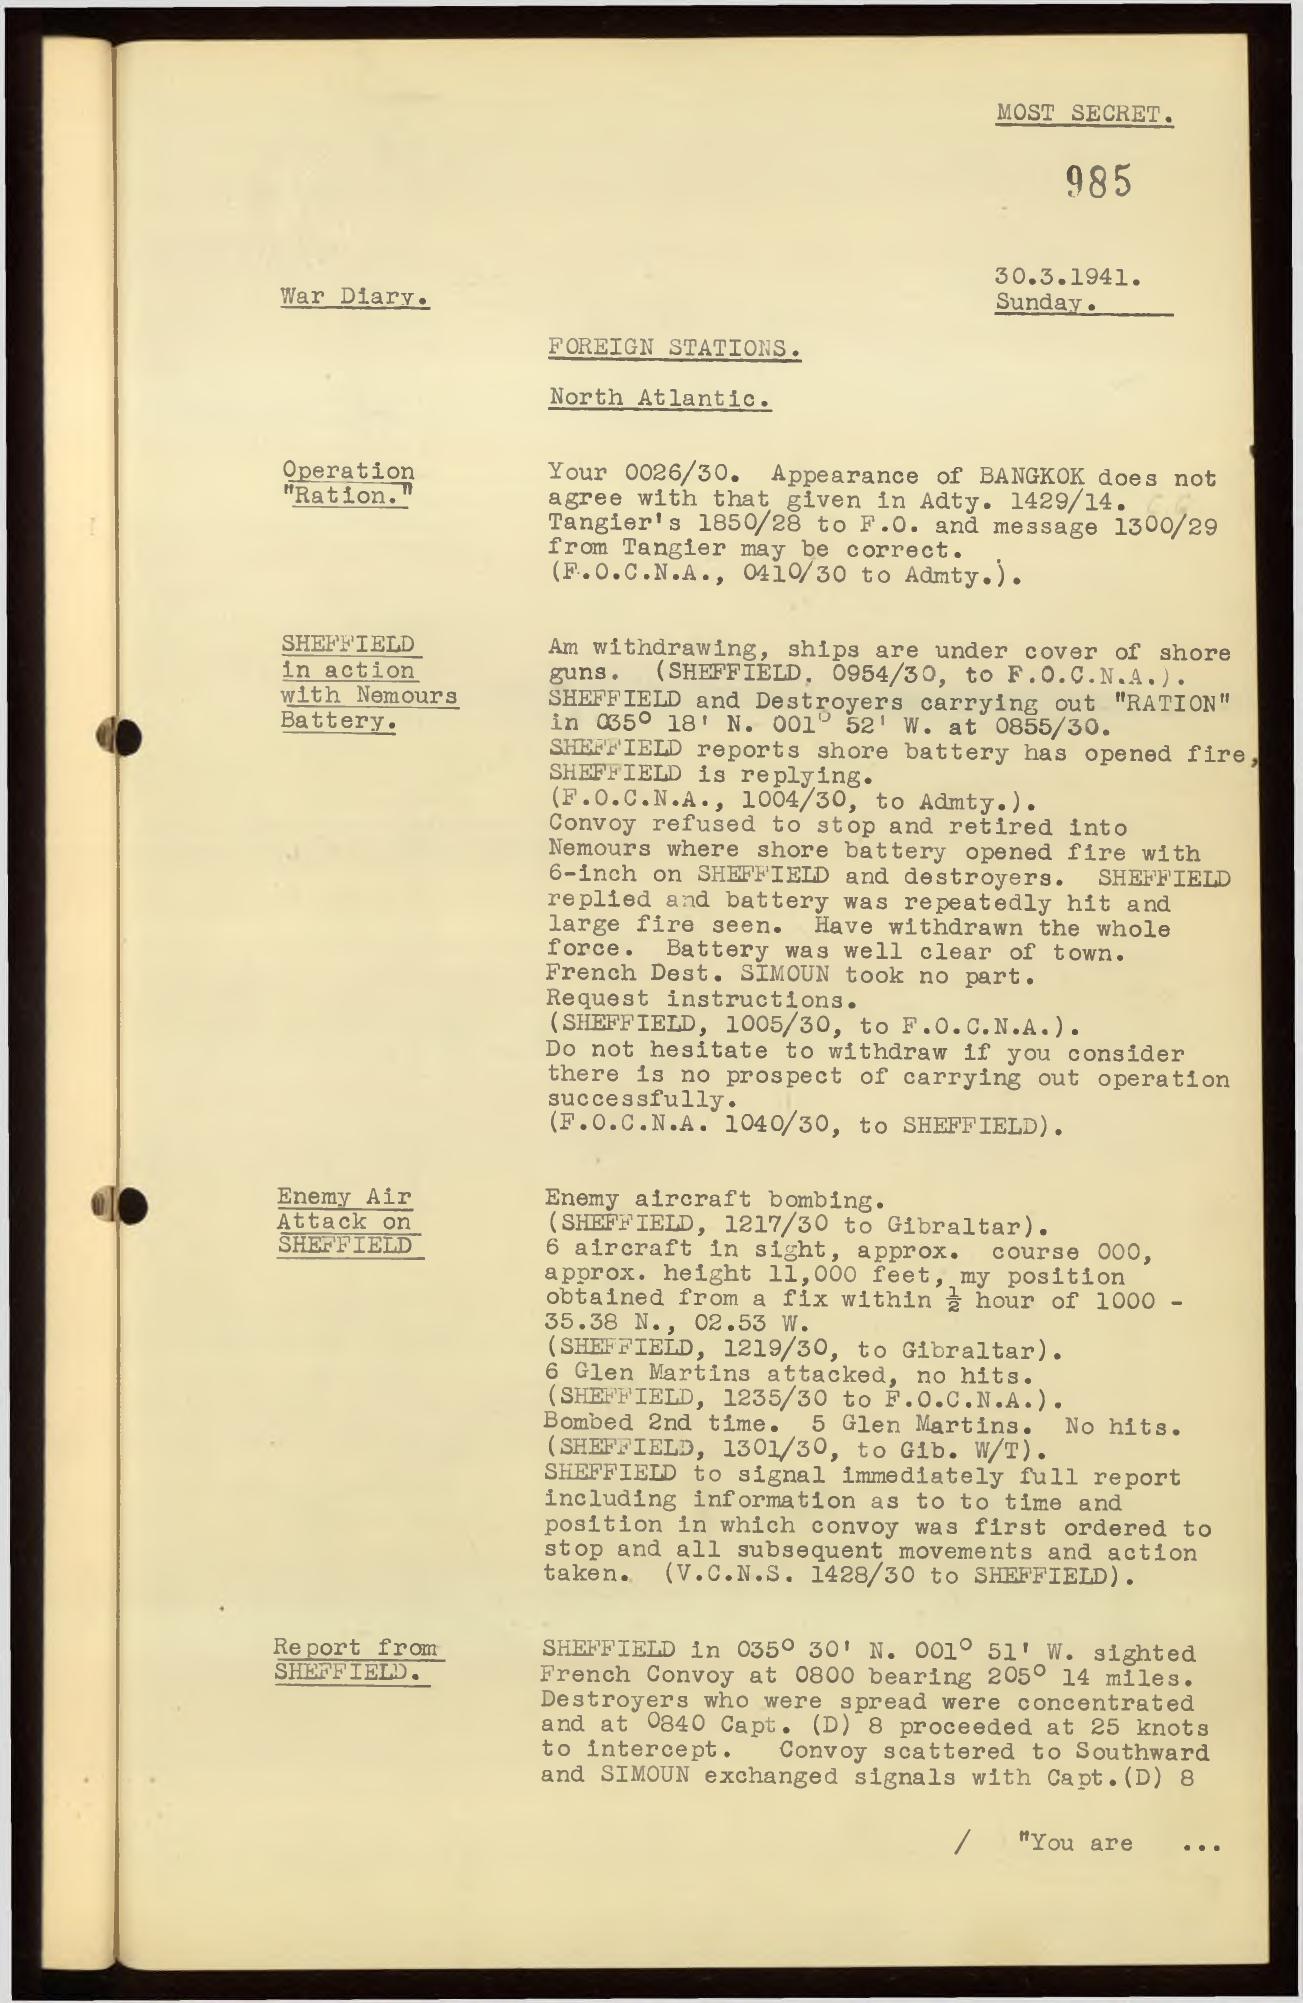 MOST SECRET.
985
30.3.1941.
Sunday.
War Diary.
FOREIGN STATIONS.
North Atlantic.
Operation
"Ration."
Your 0026/30. Appearance of BANGKOK does not
agree with that given in Adty. 1429/14.
Tangier's 1850/28 to F.O. and message 1300/29
from Tangier may be correct.
(F.O.C.N.A., 0410/30 to Admty.).
SHEFFIELD
in action
with Nemours
Battery.
Am withdrawing, ships are under cover of shore
guns. (SHEFFIELD, 0954/30, to F.O.C.N.A.).
SHEFFIELD and Destroyers carrying out "RATION"
in 035° 18' N. 001° 52' W. at 0855/30.
SHEFFIELD reports shore battery has opened fire,
SHEFFIELD is replying.
(F.O.C.N.A., 1004/30, to Admty.).
Convoy refused to stop and retired into
Nemours where shore battery opened fire with
6-inch on SHEFFIELD and destroyers. SHEFFIELD
replied and battery was repeatedly hit and
large fire seen. Have withdrawn the whole
force. Battery was well clear of town.
French Dest. SIMOUN took no part.
Request instructions.
(SHEFFIELD, 1005/30, to F.O.C.N.A.).
Do not hesitate to withdraw if you consider
there is no prospect of carrying out operation
successfully.
(F.O.C.N.A. 1040/30, to SHEFFIELD).
Enemy Air
Attack on
SHEFFIELD
Enemy aircraft bombing.
(SHEFFIELD, 1217/30 to Gibraltar).
6 aircraft in sight, approx. course 000,
approx. height 11,000 feet, my position
obtained from a fix within ½ hour of 1000 -
35.38 N., 02.53 W.
(SHEFFIELD, 1219/30, to Gibraltar).
6 Glen Martins attacked, no hits.
(SHEFFIELD, 1235/30 to F.O.C.N.A.).
Bombed 2nd time. 5 Glen Martins. No hits.
(SHEFFIELD, 1301/30, to Gib. W/T).
SHEFFIELD to signal immediately full report
including information as to to time and
position in which convoy was first ordered to
stop and all subsequent movements and action
taken. (V.C.N.S. 1428/30 to SHEFFIELD).
Report from
SHEFFIELD.
SHEFFIELD in 035° 30' N. 001° 51' W. sighted
French Convoy at 0800 bearing 205° 14 miles.
Destroyers who were spread were concentrated
and at 0840 Capt. (D) 8 proceeded at 25 knots
to intercept. Convoy scattered to Southward
and SIMOUN exchanged signals with Capt.(D) 8
/ "You are ...